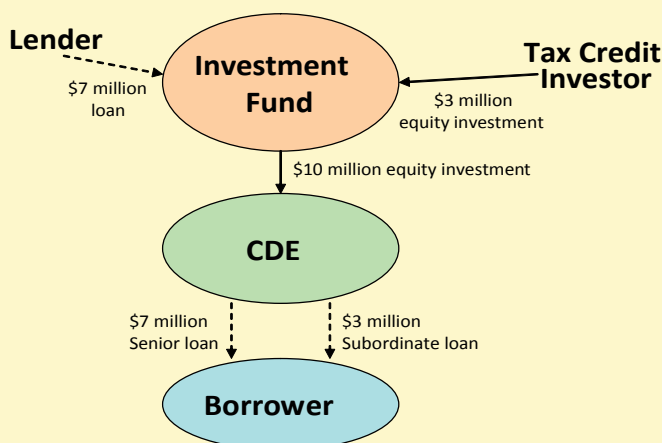 Lender
$7 million
loan
Investment
Fund
Tax Credit
Investor
$3 million
equity investment
$10 million equity investment
CDE
$7 million
Senior loan
$3 million
Subordinate loan
Borrower